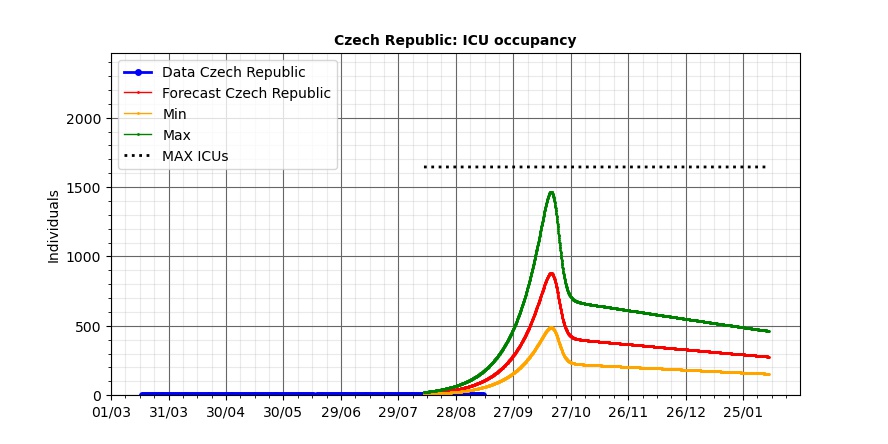 Czech Republic: ICU occupancy
Data Czech Republic
Forecast Czech Republic
Min
Max
MAX ICUs
Individuals
2000
1500
1000
500
0
01/03 31/03 30/04 30/05 29/06 29/07 28/08 27/09 27/10 26/11 26/12 25/01